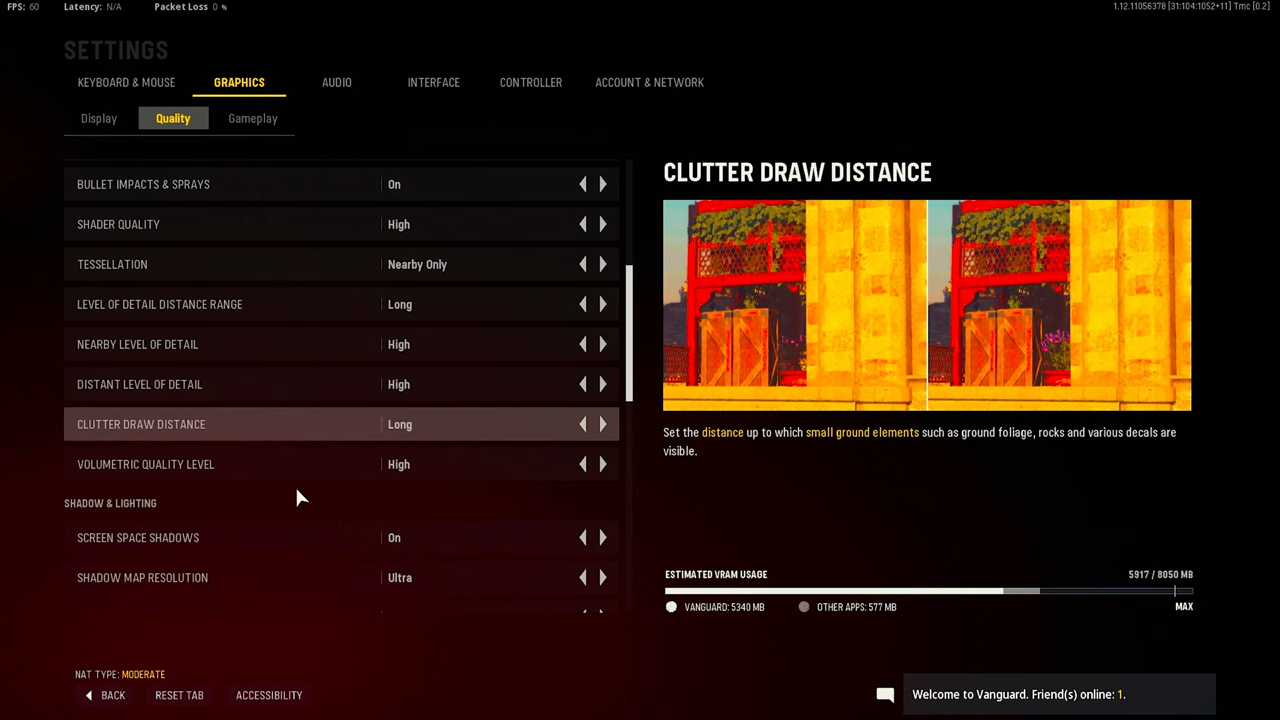 FPS: 60 Latency: N/A Packet Loss 0 % 1.12.11056378 [31:104:1052+11] Tmc [0.2]
SETTINGS
KEYBOARD & MOUSE GRAPHICS AUDIO INTERFACE CONTROLLER ACCOUNT & NETWORK
Display Quality Gameplay
BULLET IMPACTS & SPRAYS On
SHADER QUALITY High
TESSELLATION Nearby Only
LEVEL OF DETAIL DISTANCE RANGE Long
NEARBY LEVEL OF DETAIL High
DISTANT LEVEL OF DETAIL High
CLUTTER DRAW DISTANCE Long
VOLUMETRIC QUALITY LEVEL High
SHADOW & LIGHTING
SCREEN SPACE SHADOWS On
SHADOW MAP RESOLUTION Ultra
CLUTTER DRAW DISTANCE
Set the distance up to which small ground elements such as ground foliage, rocks and various decals are
visible.
ESTIMATED VRAM USAGE 5917 / 8050 MB
VANGUARD: 5340 MB OTHER APPS: 577 MB MAX
NAT TYPE: MODERATE
BACK RESET TAB ACCESSIBILITY
Welcome to Vanguard. Friend(s) online: 1.